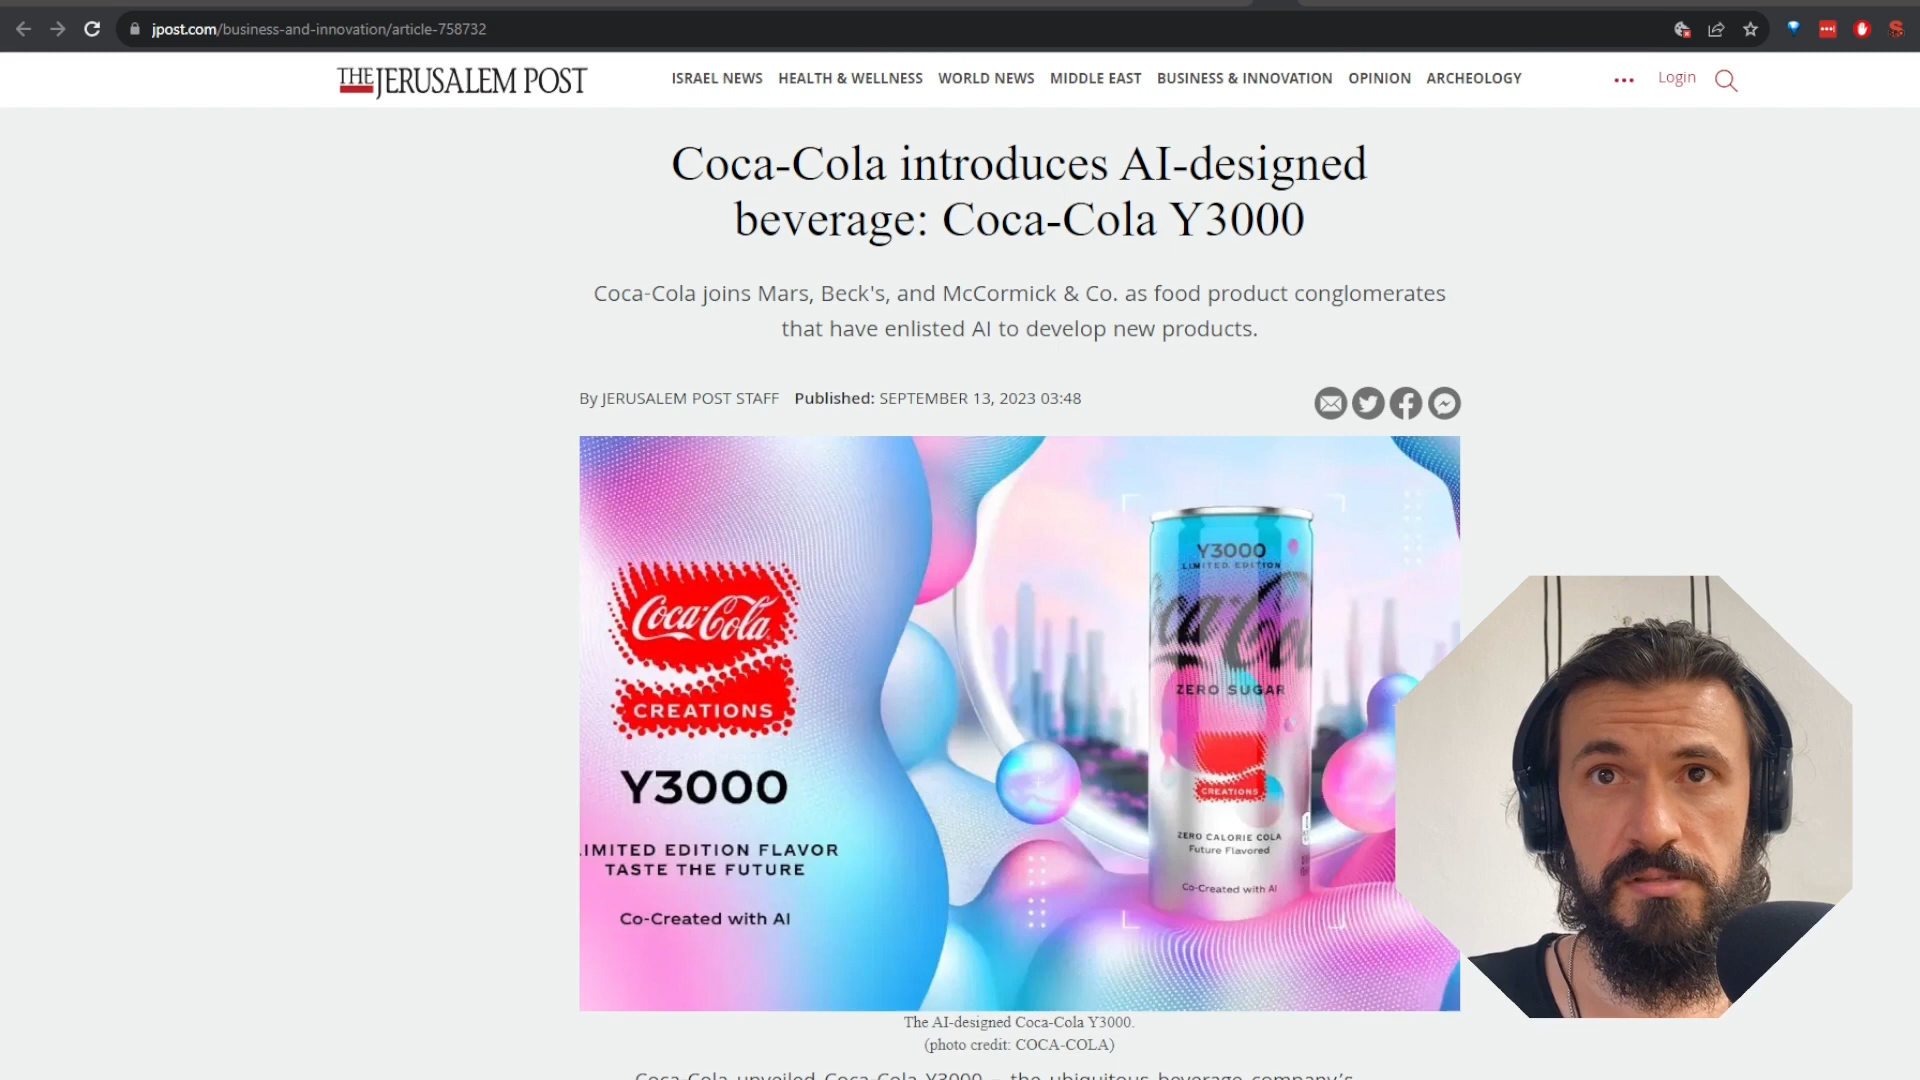 jpost.com/business-and-innovation/article-758732
THE JERUSALEM POST
ISRAEL NEWS HEALTH & WELLNESS WORLD NEWS MIDDLE EAST BUSINESS & INNOVATION OPINION ARCHEOLOGY
Login
Coca-Cola introduces AI-designed
beverage: Coca-Cola Y3000
Coca-Cola joins Mars, Beck's, and McCormick & Co. as food product conglomerates
that have enlisted AI to develop new products.
By JERUSALEM POST STAFF Published: SEPTEMBER 13, 2023 03:48
Coca-Cola
CREATIONS
Y3000
LIMITED EDITION FLAVOR
TASTE THE FUTURE
Co-Created with AI
Y3000
LIMITED EDITION
ca-Col
ZERO SUGAR
CREATIONS
ZERO CALORIE COLA
Future Flavored
Co-Created with AI
The AI-designed Coca-Cola Y3000.
(photo credit: COCA-COLA)
Coca-Cola unveiled Coca-Cola Y3000 – the ubiquitous beverage company's